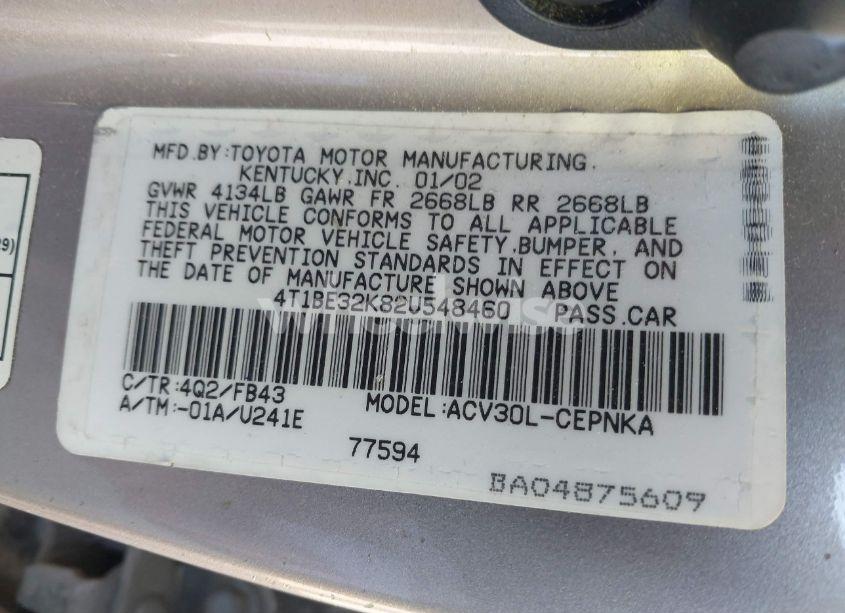 MFD.BY:TOYOTA MOTOR MANUFACTURING.
KENTUCKY.INC. 01/02
GVWR 4134LB GAWR FR 2668LB RR 2668LB
THIS VEHICLE CONFORMS TO ALL APPLICABLE
FEDERAL MOTOR VEHICLE SAFETY.BUMPER, AND
THEFT PREVENTION STANDARDS IN EFFECT ON
THE DATE OF MANUFACTURE SHOWN ABOVE
4T1BE32K82U548460 PASS.CAR
C/TR:4Q2/FB43
A/TM:-01A/U241E
MODEL:ACV30L-CEPNKA
77594
BA04875609
29)